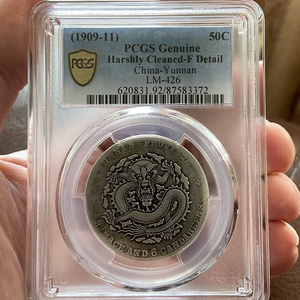 (1909-11) 50C
PCGS Genuine
Harshly Cleaned-F Detail
China-Yunnan
LM-426
620831.92/87583372
PCGS
3 MACE AND 6 CANDAREENS